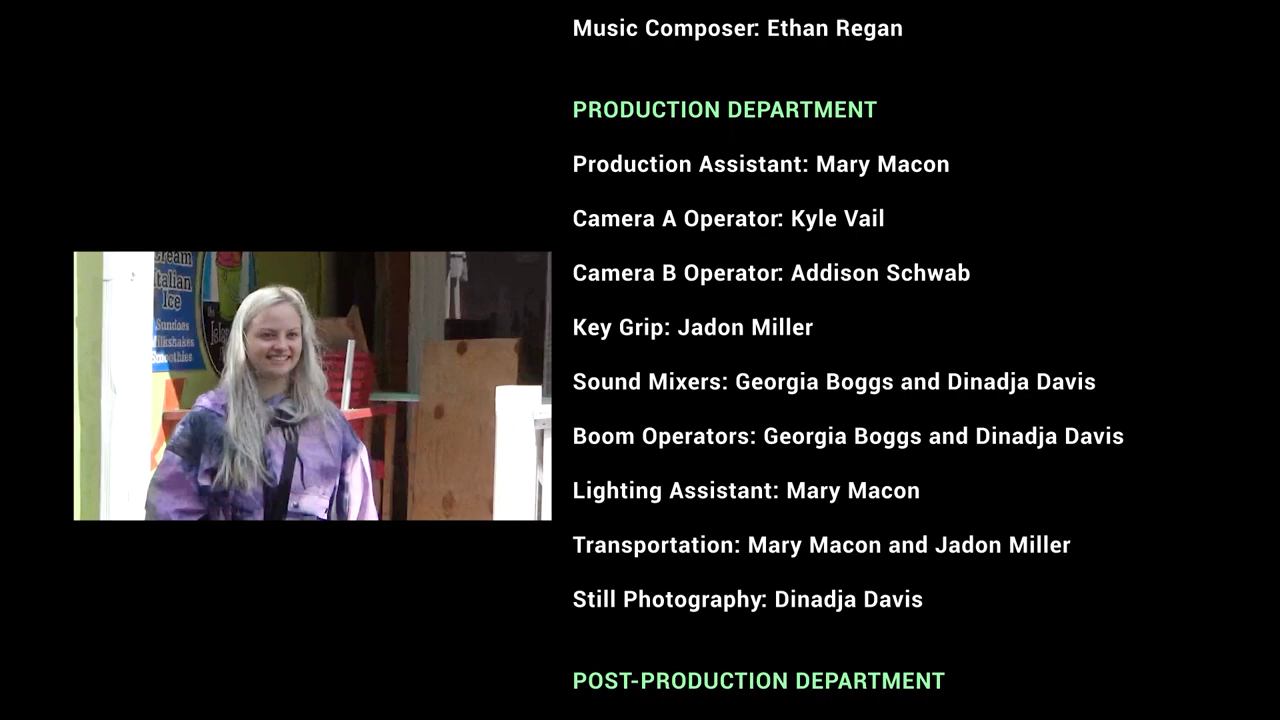 Music Composer: Ethan Regan
PRODUCTION DEPARTMENT
Production Assistant: Mary Macon
Camera A Operator: Kyle Vail
Camera B Operator: Addison Schwab
Key Grip: Jadon Miller
Sound Mixers: Georgia Boggs and Dinadja Davis
Boom Operators: Georgia Boggs and Dinadja Davis
Lighting Assistant: Mary Macon
Transportation: Mary Macon and Jadon Miller
Still Photography: Dinadja Davis
POST-PRODUCTION DEPARTMENT
Italian
Ice
Sundaes
Milkshakes
Smoothies
the